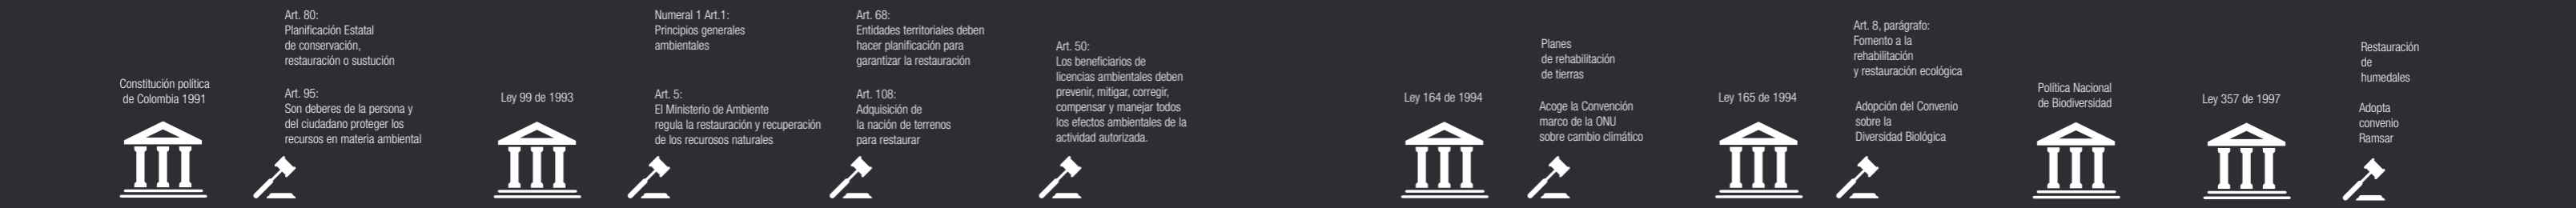 Constitución política
de Colombia 1991
Art. 80:
Planificación Estatal
de conservación,
restauración o sustución
Art. 95:
Son deberes de la persona y
del ciudadano proteger los
recursos en materia ambiental
Ley 99 de 1993
Numeral 1 Art.1:
Principios generales
ambientales
Art. 5:
El Ministerio de Ambiente
regula la restauración y recuperación
de los recurosos naturales
Art. 68:
Entidades territoriales deben
hacer planificación para
garantizar la restauración
Art. 108:
Adquisición de
la nación de terrenos
para restaurar
Art. 50:
Los beneficiarios de
licencias ambientales deben
prevenir, mitigar, corregir,
compensar y manejar todos
los efectos ambientales de la
actividad autorizada.
Ley 164 de 1994
Planes
de rehabilitación
de tierras
Acoge la Convención
marco de la ONU
sobre cambio climático
Ley 165 de 1994
Art. 8, parágrafo:
Fomento a la
rehabilitación
y restauración ecológica
Adopción del Convenio
sobre la
Diversidad Biológica
Política Nacional
de Biodiversidad
Ley 357 de 1997
Restauración
de
humedales
Adopta
convenio
Ramsar